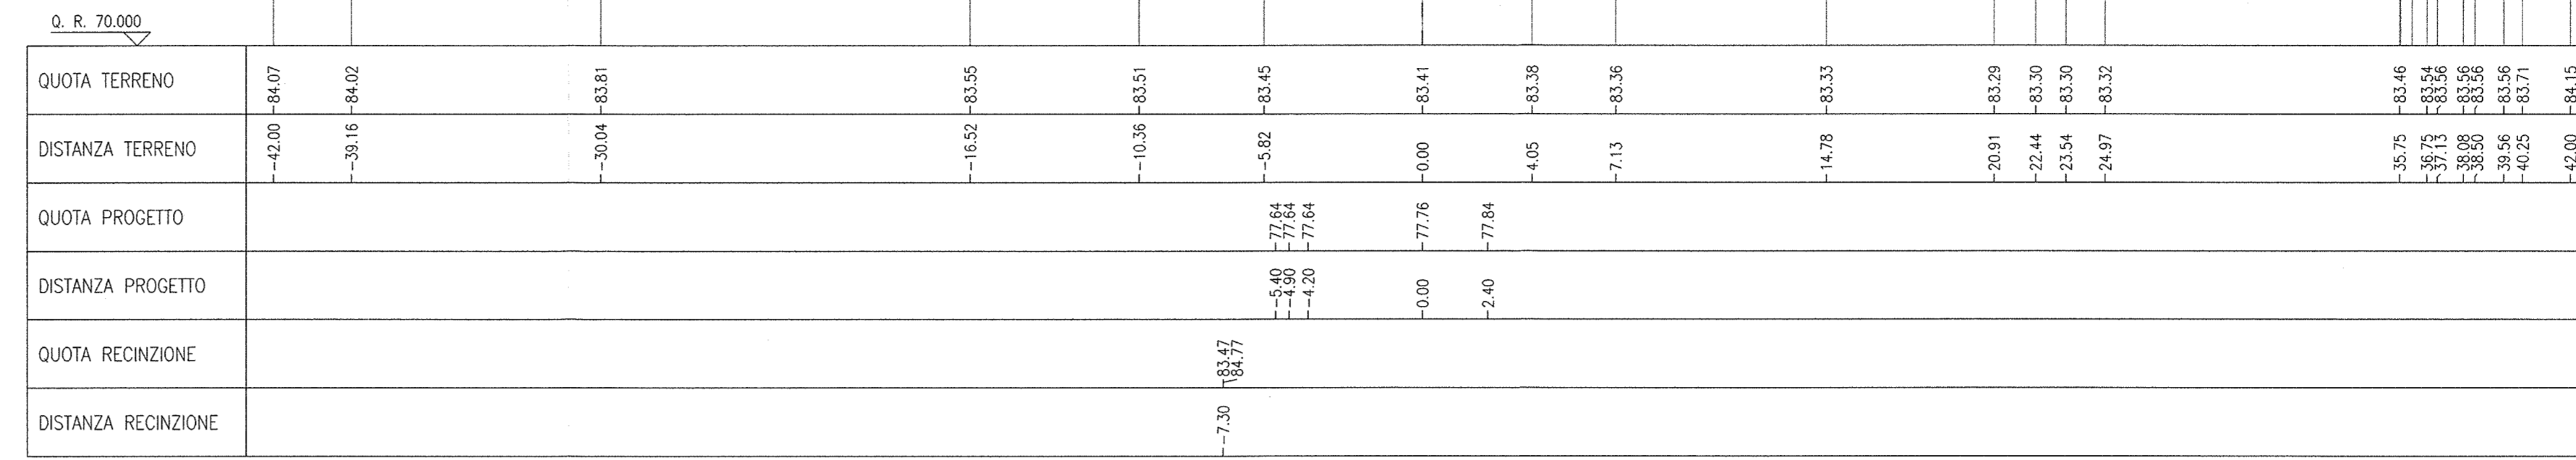 Q. R. 70.000
QUOTA TERRENO 84.07 84.02 83.81 83.55 83.51 83.45 83.41 83.38 83.36 83.33 83.29 83.30 83.30 83.32 83.46 83.54 83.56 83.56 83.56 83.56 83.71 84.15
DISTANZA TERRENO -42.00 -39.16 -30.04 -16.52 -10.36 -5.82 0.00 4.05 7.13 14.78 20.91 22.44 23.54 24.97 35.75 36.75 37.13 38.08 38.50 39.56 40.25 42.00
QUOTA PROGETTO 77.64 77.64 77.64 77.76 77.84
DISTANZA PROGETTO -5.40 -4.90 -4.20 0.00 2.40
QUOTA RECINZIONE 83.47 84.77
DISTANZA RECINZIONE -7.30